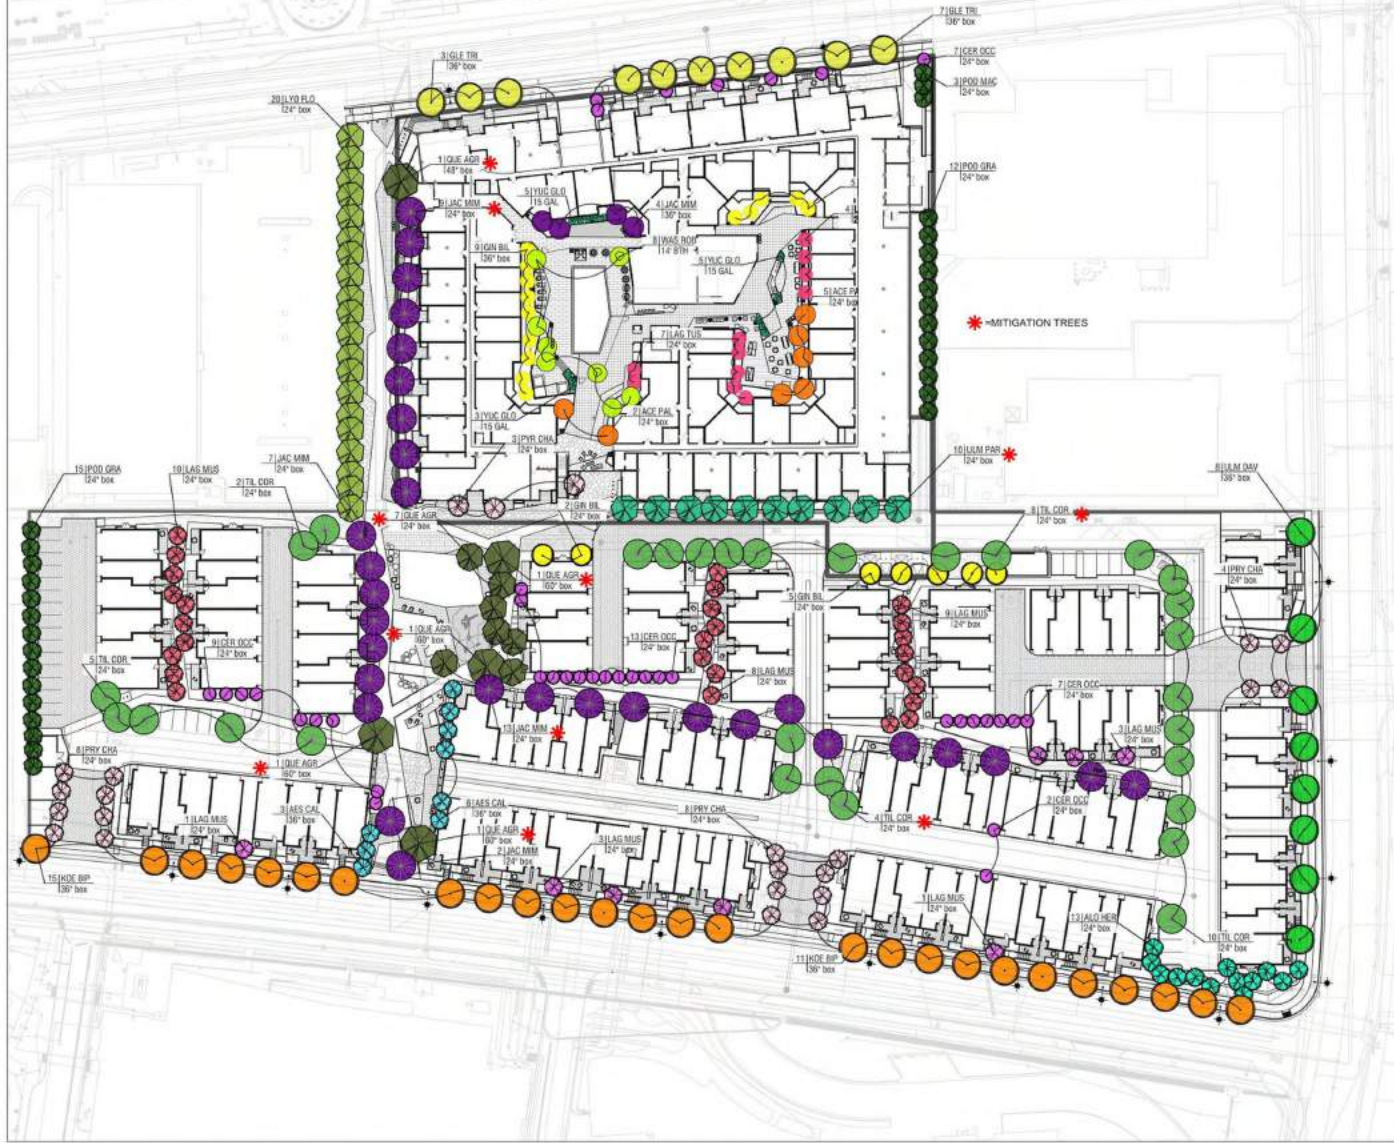 7|GLE TRI
|36" box
3|GLE TRI
|36" box
7|CER OCC
|24" box
3|POD MAC
|24" box
20|LYO FLO
|24" box
1|QUE AGR
|48" box
12|POD GRA
|24" box
5|YUC GLO
|15 GAL
9|JAC MIM
|24" box
4|JAC MIM
|36" box
9|GIN BIL
|36" box
8|WAS ROB
|14' BTH
6|YUC GLO
|15 GAL
5|ACE PA
|24" box
=MITIGATION TREES
7|LAG TUS
|24" box
3|YUC GLO
|15 GAL
2|ACE PAL
|24" box
3|PYR CHA
|24" box
10|ULM PAR
|24" box
7|JAC MIM
|24" box
15|POD GRA
|24" box
10|LAG MUS
|24" box
2|TIL COR
|24" box
8|ULM DAV
|36" box
7|QUE AGR
|24" box
2|GIN BIL
|24" box
8|TIL COR
|24" box
1|QUE AGR
|60" box
4|PRY CHA
|24" box
5|GIN BIL
|24" box
9|LAG MUS
|24" box
1|QUE AGR
|60" box
9|CER OCC
|24" box
13|CER OCC
|24" box
5|TIL COR
|24" box
8|LAG MUS
|24" box
7|CER OCC
|24" box
13|JAC MIM
|24" box
3|LAG MUS
|24" box
6|PRY CHA
|24" box
1|QUE AGR
|60" box
2|CER OCC
|24" box
1|LAG MUS
|24" box
3|AES CAL
|36" box
6|AES CAL
|36" box
8|PRY CHA
|24" box
4|TIL COR
|24" box
1|QUE AGR
|60" box
2|JAC MIM
|24" box
3|LAG MUS
|24" box
15|KOE BIP
|36" box
1|LAG MUS
|24" box
13|ALO HER
|24" box
10|TIL COR
|24" box
11|KOE BIP
|36" box